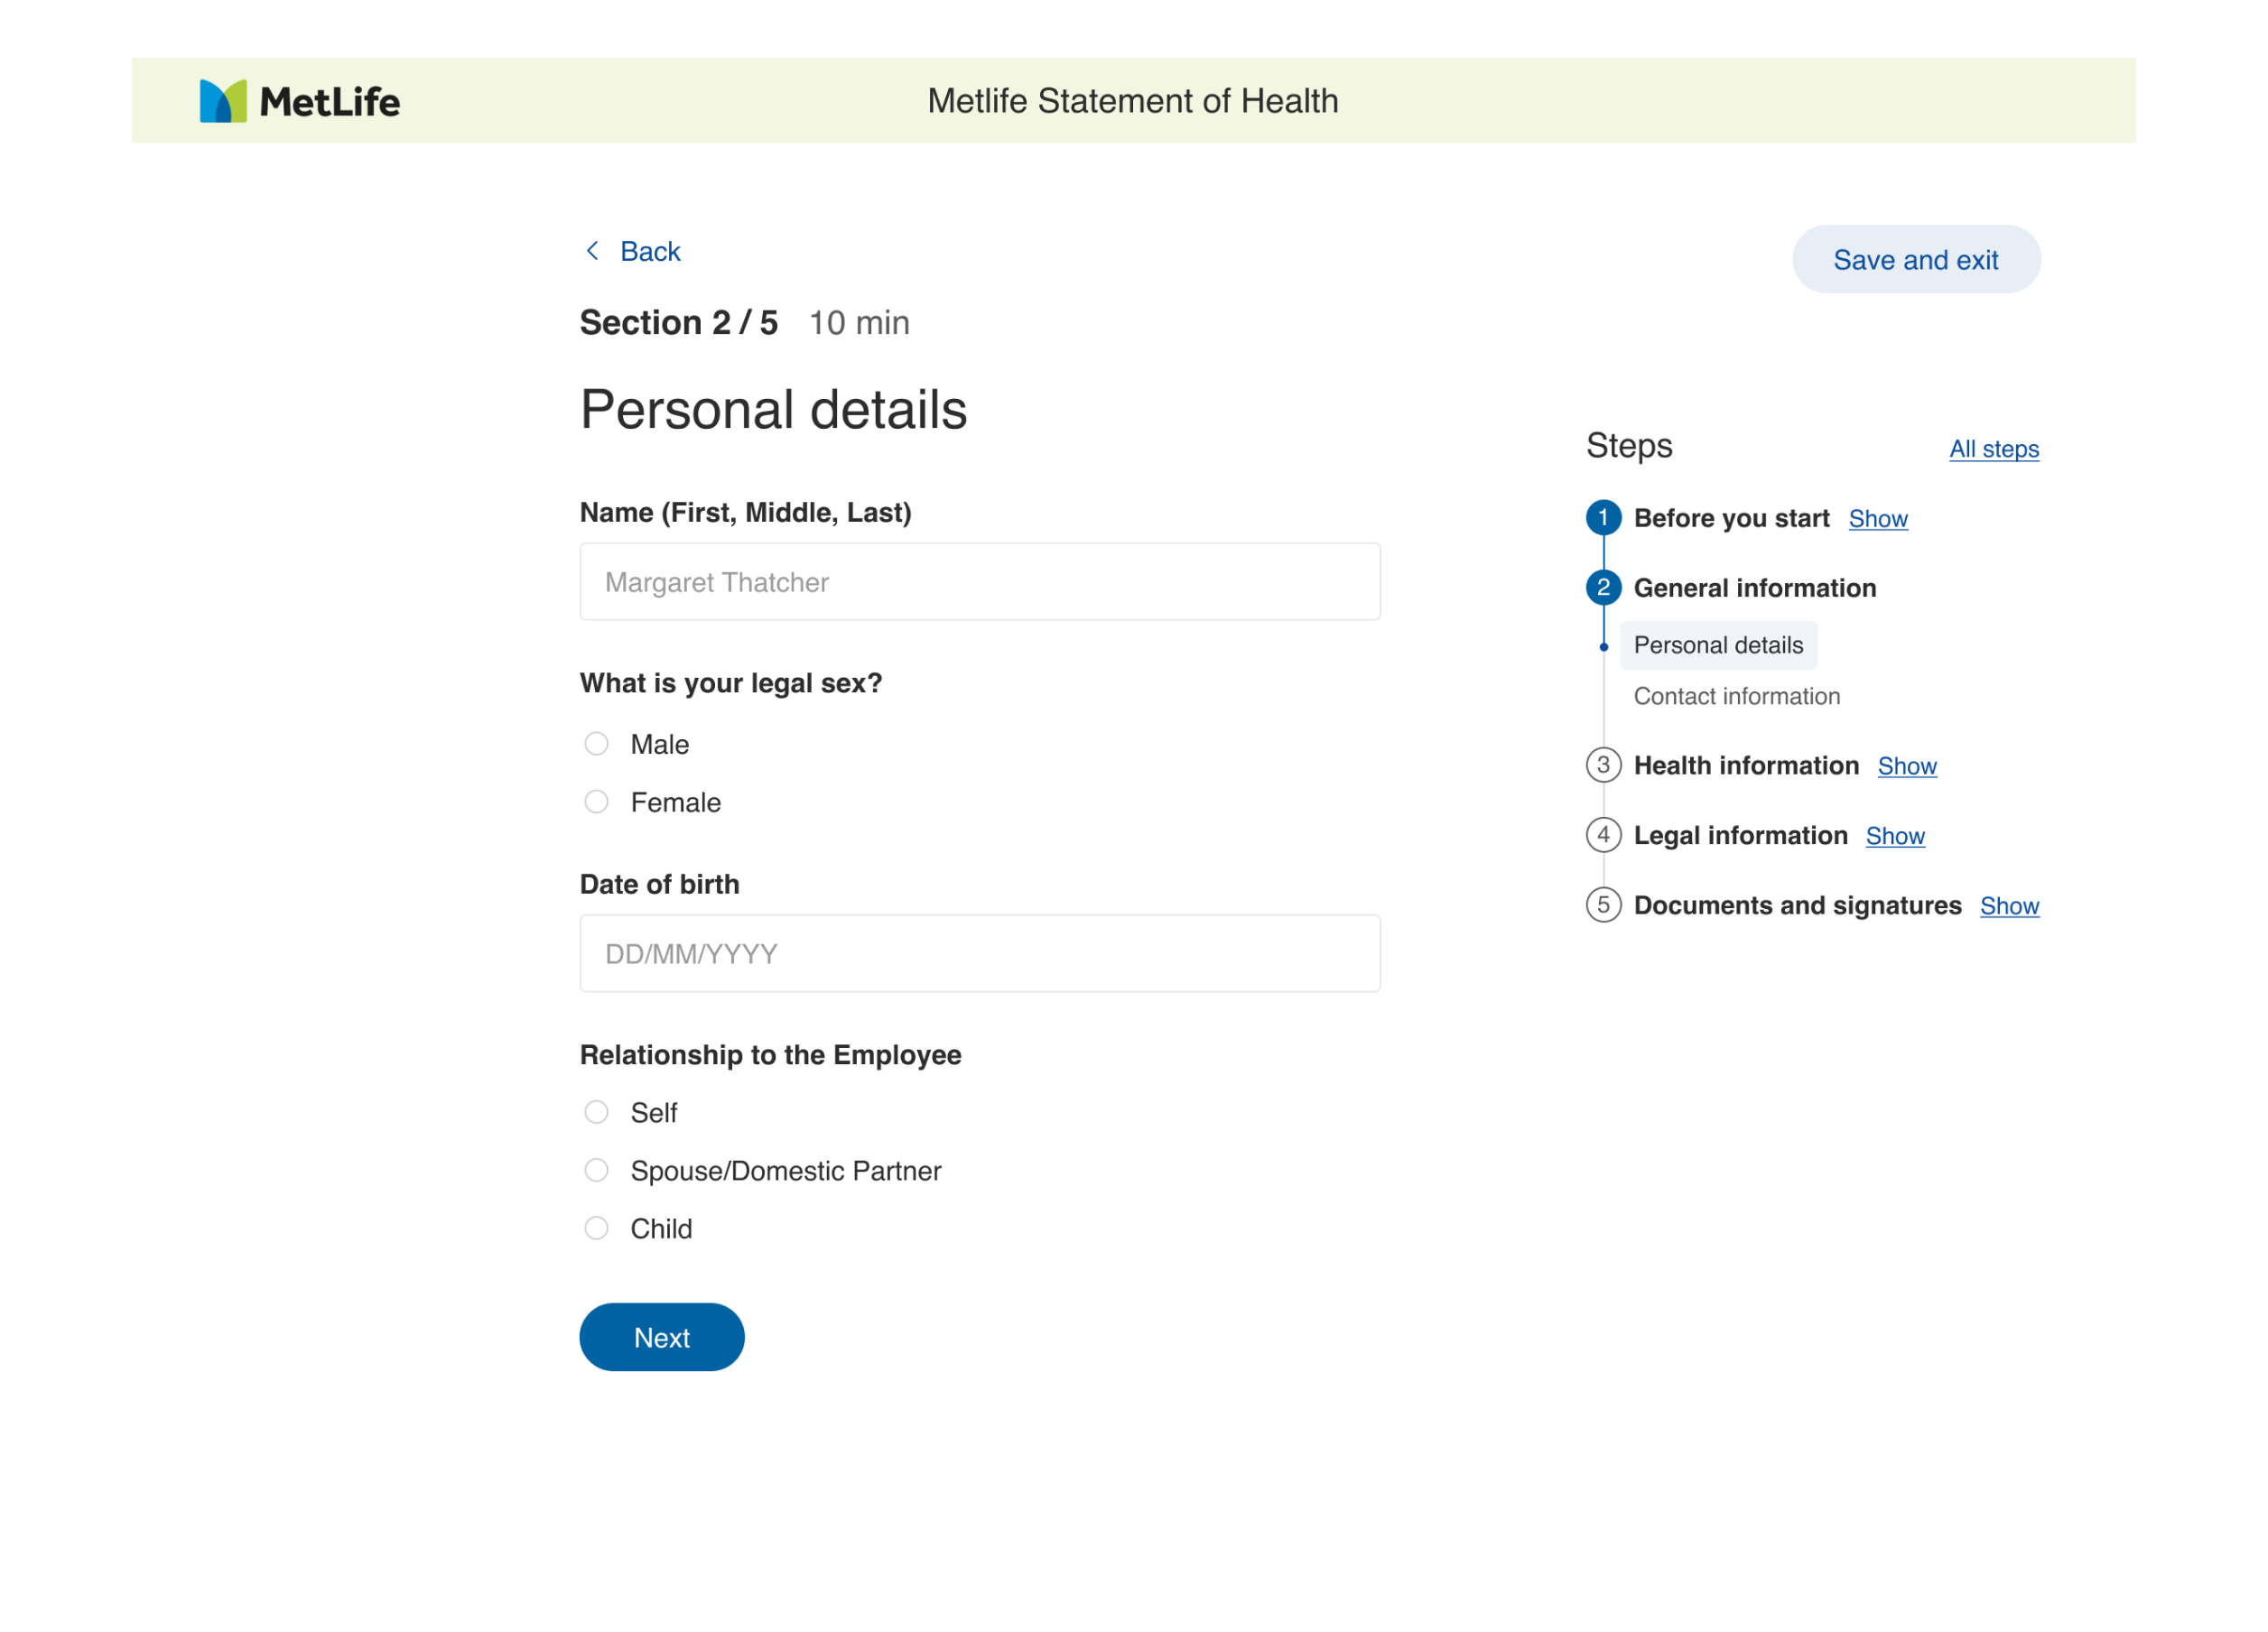 MetLife
Metlife Statement of Health
Back
Save and exit
Section 2 / 5 10 min
Personal details
Name (First, Middle, Last)
Margaret Thatcher
What is your legal sex?
Male
Female
Date of birth
DD/MM/YYYY
Relationship to the Employee
Self
Spouse/Domestic Partner
Child
Next
Steps
All steps
1 Before you start Show
2 General information
Personal details
Contact information
3 Health information Show
4 Legal information Show
5 Documents and signatures Show